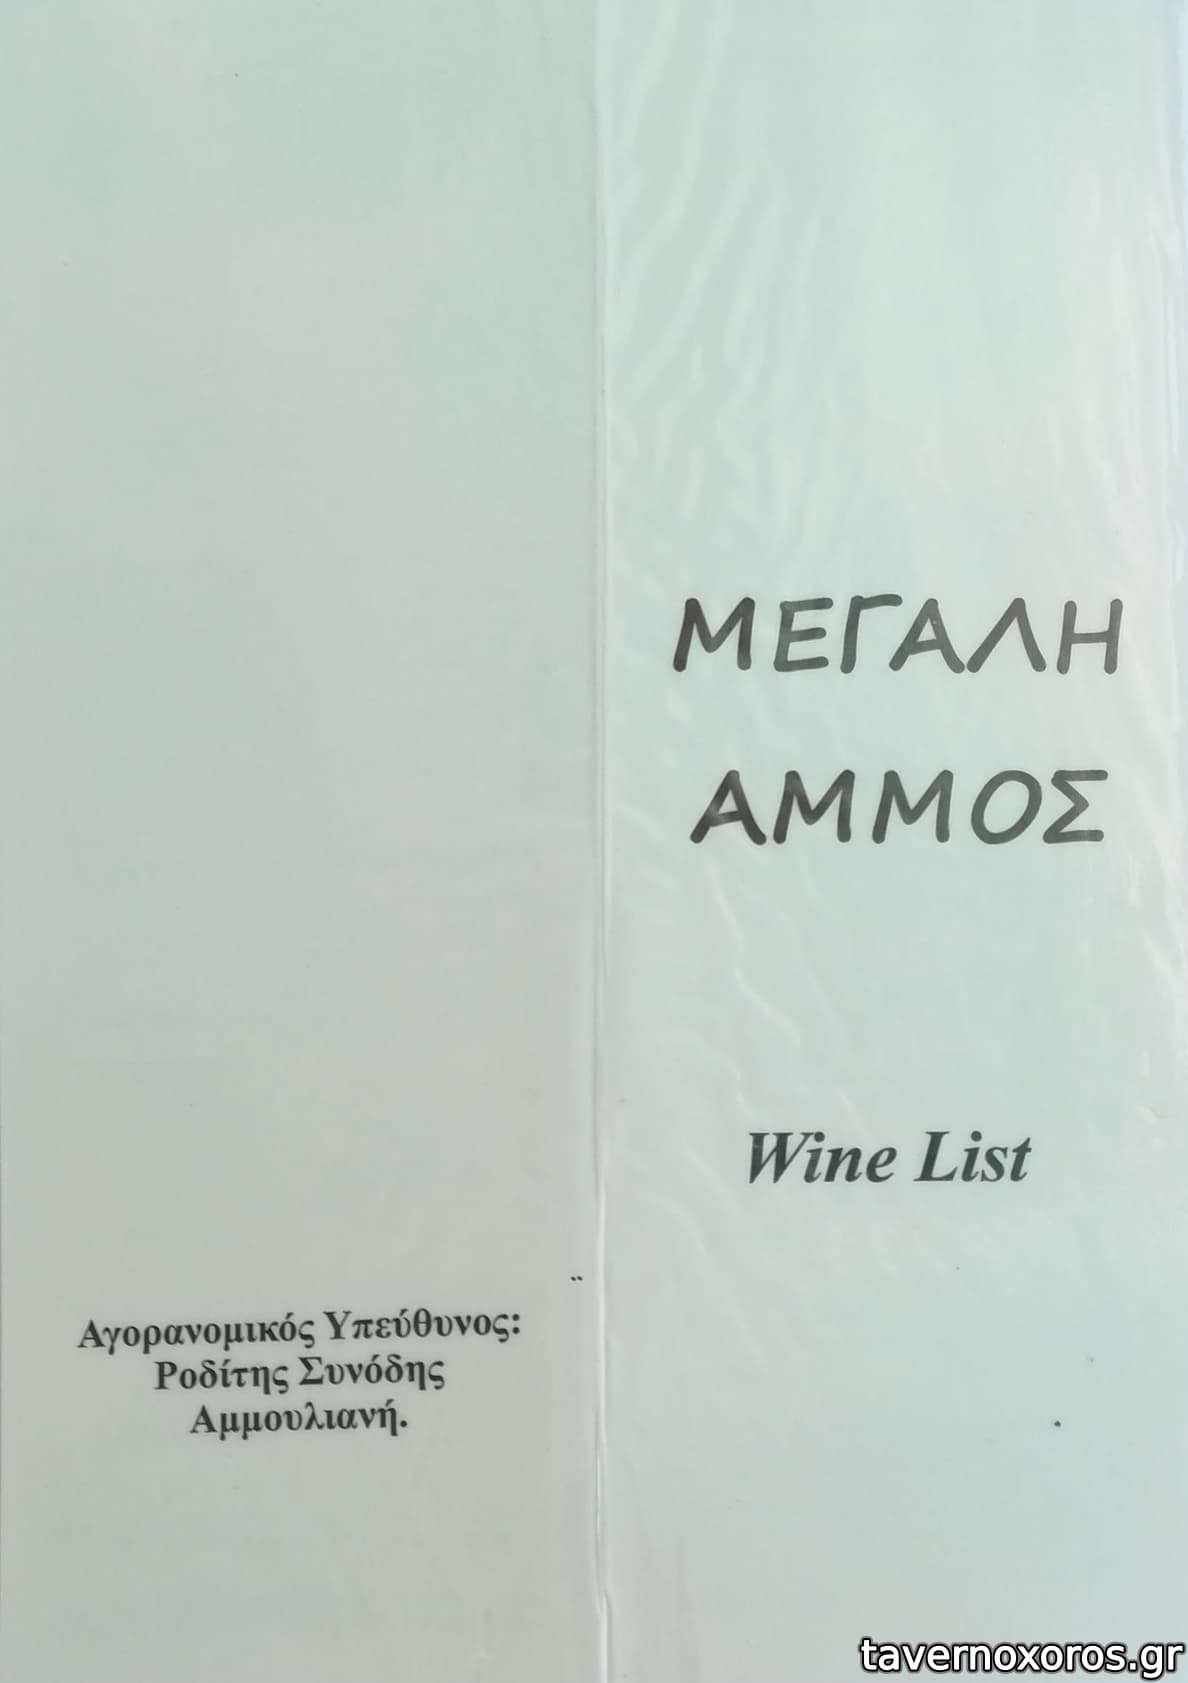 ΜΕΓΑΛΗ
ΑΜΜΟΣ
Wine List
Αγορανομικός Υπεύθυνος:
Ροδίτης Συνόδης
Αμμουλιανή.
tavernoxoros.gr